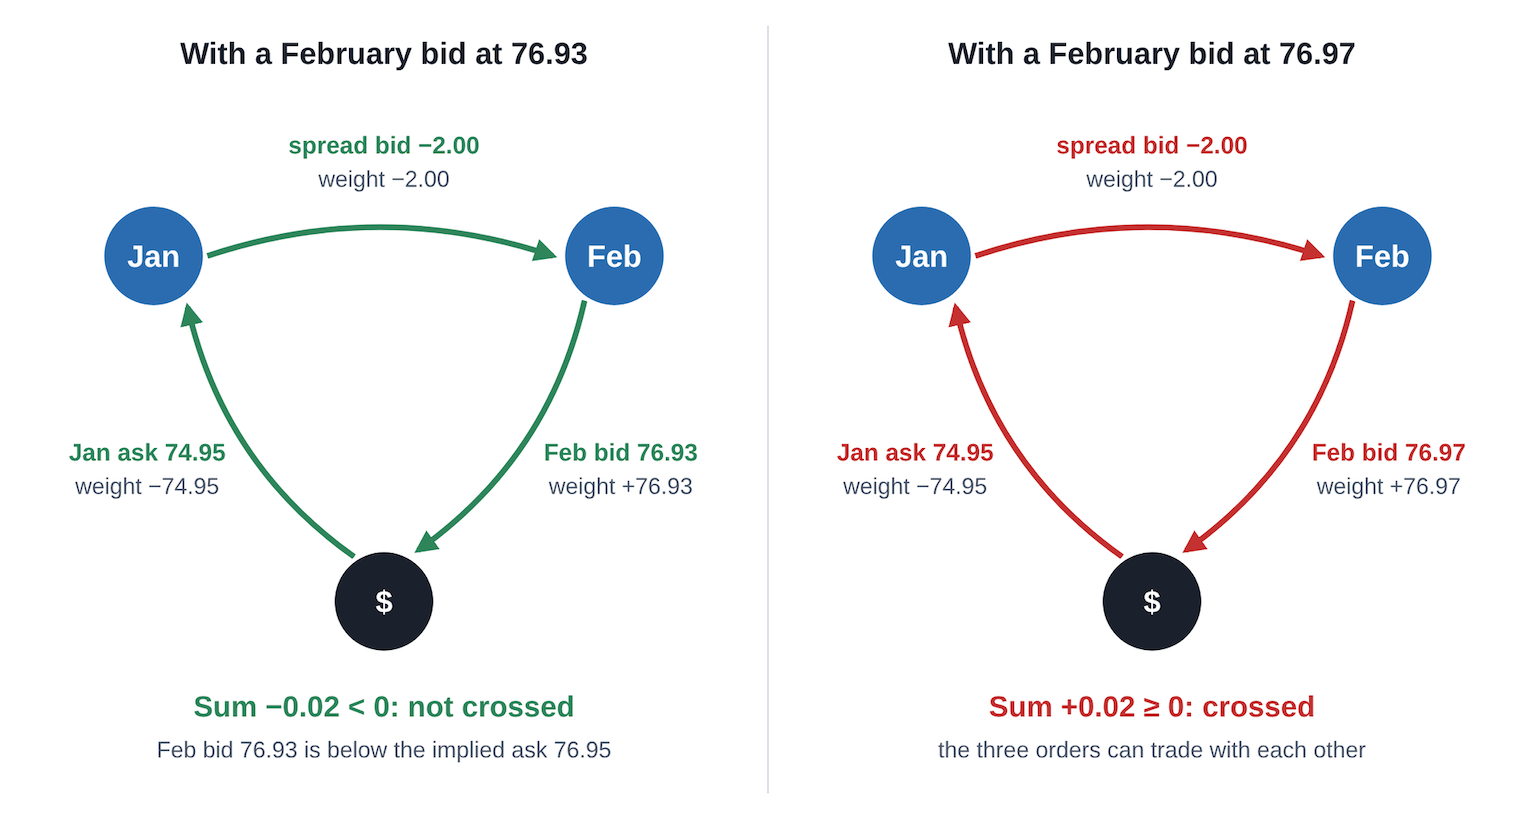 With a February bid at 76.93
spread bid −2.00
weight −2.00
Jan
Feb
Jan ask 74.95
weight −74.95
Feb bid 76.93
weight +76.93
$
Sum −0.02 < 0: not crossed
Feb bid 76.93 is below the implied ask 76.95
With a February bid at 76.97
spread bid −2.00
weight −2.00
Jan
Feb
Jan ask 74.95
weight −74.95
Feb bid 76.97
weight +76.97
$
Sum +0.02 ≥ 0: crossed
the three orders can trade with each other